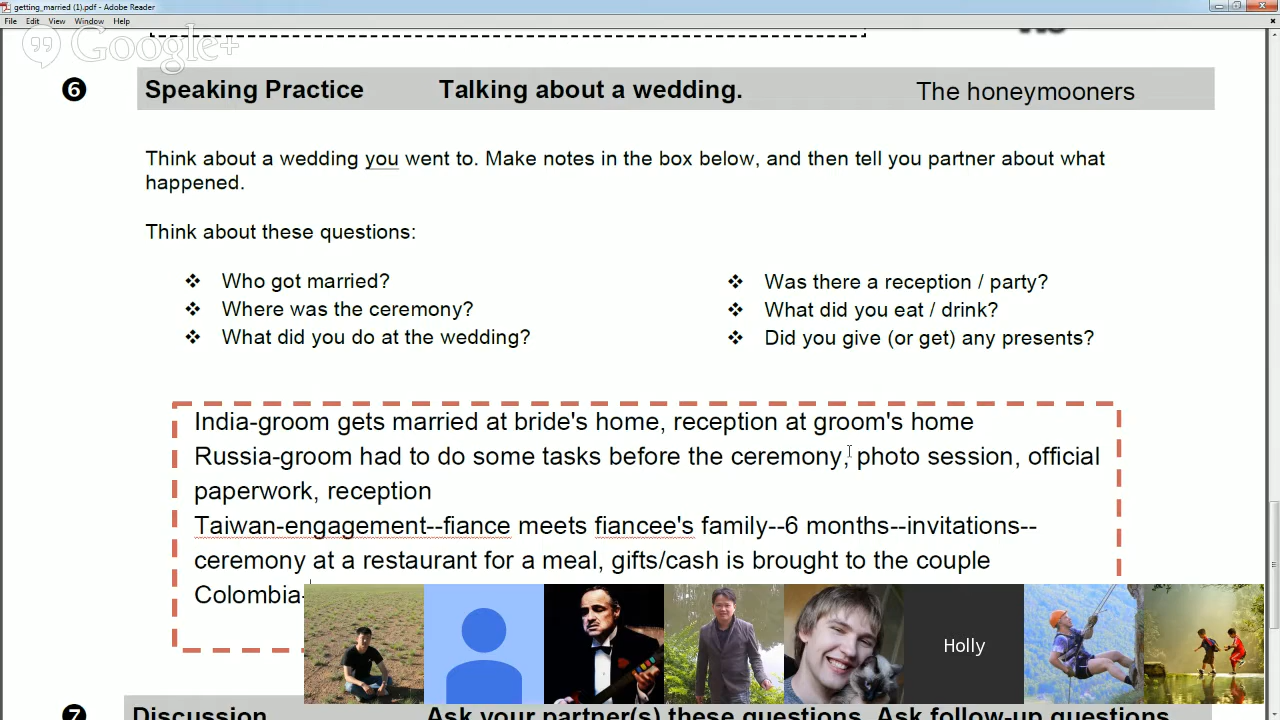 getting_married (1).pdf - Adobe Reader
File Edit View Window Help
Google+
6 Speaking Practice Talking about a wedding. The honeymooners
Think about a wedding you went to. Make notes in the box below, and then tell you partner about what
happened.
Think about these questions:
❖ Who got married?
❖ Where was the ceremony?
❖ What did you do at the wedding?
❖ Was there a reception / party?
❖ What did you eat / drink?
❖ Did you give (or get) any presents?
India-groom gets married at bride's home, reception at groom's home
Russia-groom had to do some tasks before the ceremony, photo session, official
paperwork, reception
Taiwan-engagement--fiance meets fiancee's family--6 months--invitations--
ceremony at a restaurant for a meal, gifts/cash is brought to the couple
Colombia-
Holly
7 Discussion Ask your partner(s) these questions. Ask follow-up questions